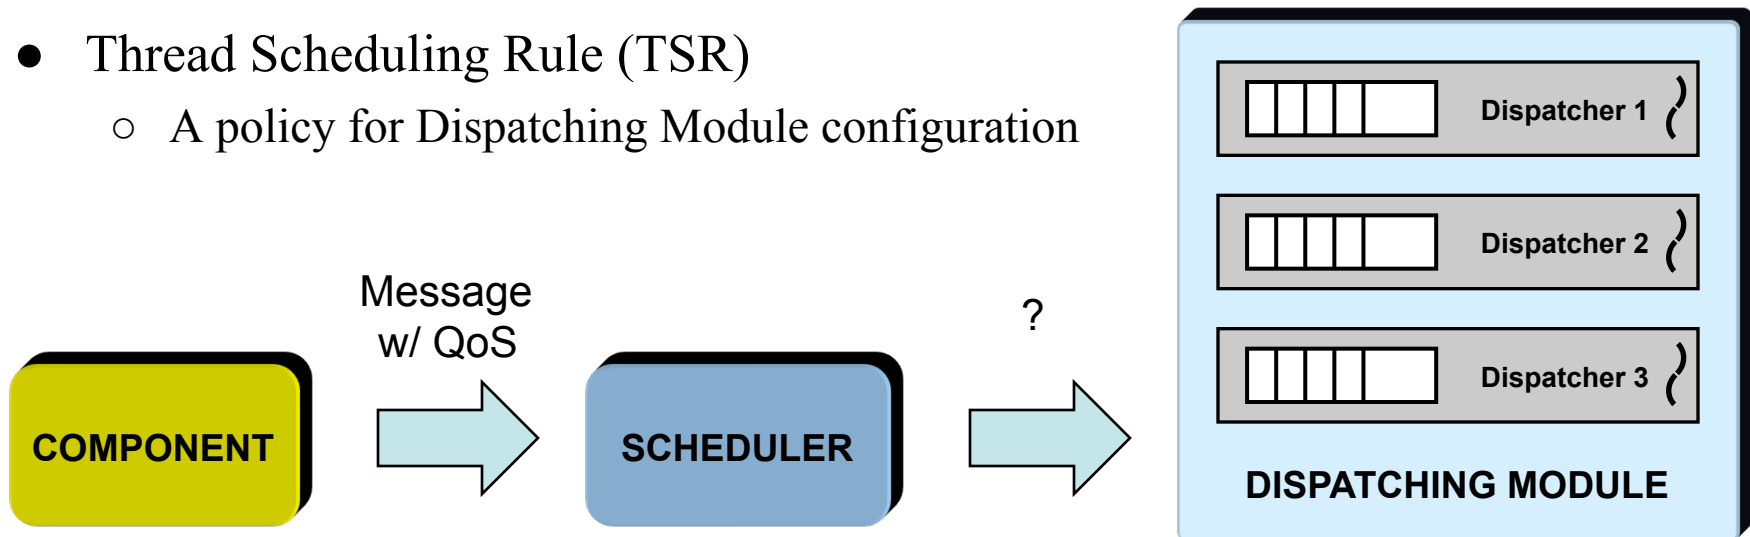 ● Thread Scheduling Rule (TSR)
○ A policy for Dispatching Module configuration
Message
w/ QoS
?
COMPONENT
SCHEDULER
Dispatcher 1
Dispatcher 2
Dispatcher 3
DISPATCHING MODULE